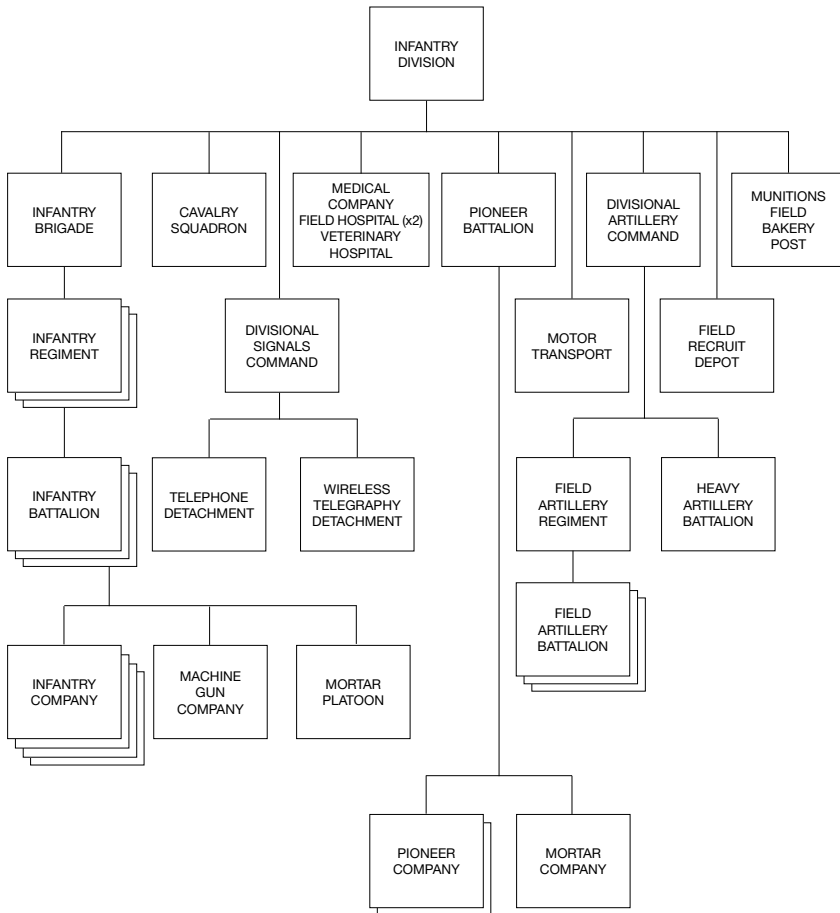 INFANTRY
DIVISION
INFANTRY
BRIGADE
CAVALRY
SQUADRON
MEDICAL
COMPANY
FIELD HOSPITAL (x2)
VETERINARY
HOSPITAL
PIONEER
BATTALION
DIVISIONAL
ARTILLERY
COMMAND
MUNITIONS
FIELD
BAKERY
POST
INFANTRY
REGIMENT
DIVISIONAL
SIGNALS
COMMAND
MOTOR
TRANSPORT
FIELD
RECRUIT
DEPOT
INFANTRY
BATTALION
TELEPHONE
DETACHMENT
WIRELESS
TELEGRAPHY
DETACHMENT
FIELD
ARTILLERY
REGIMENT
HEAVY
ARTILLERY
BATTALION
FIELD
ARTILLERY
BATTALION
INFANTRY
COMPANY
MACHINE
GUN
COMPANY
MORTAR
PLATOON
PIONEER
COMPANY
MORTAR
COMPANY